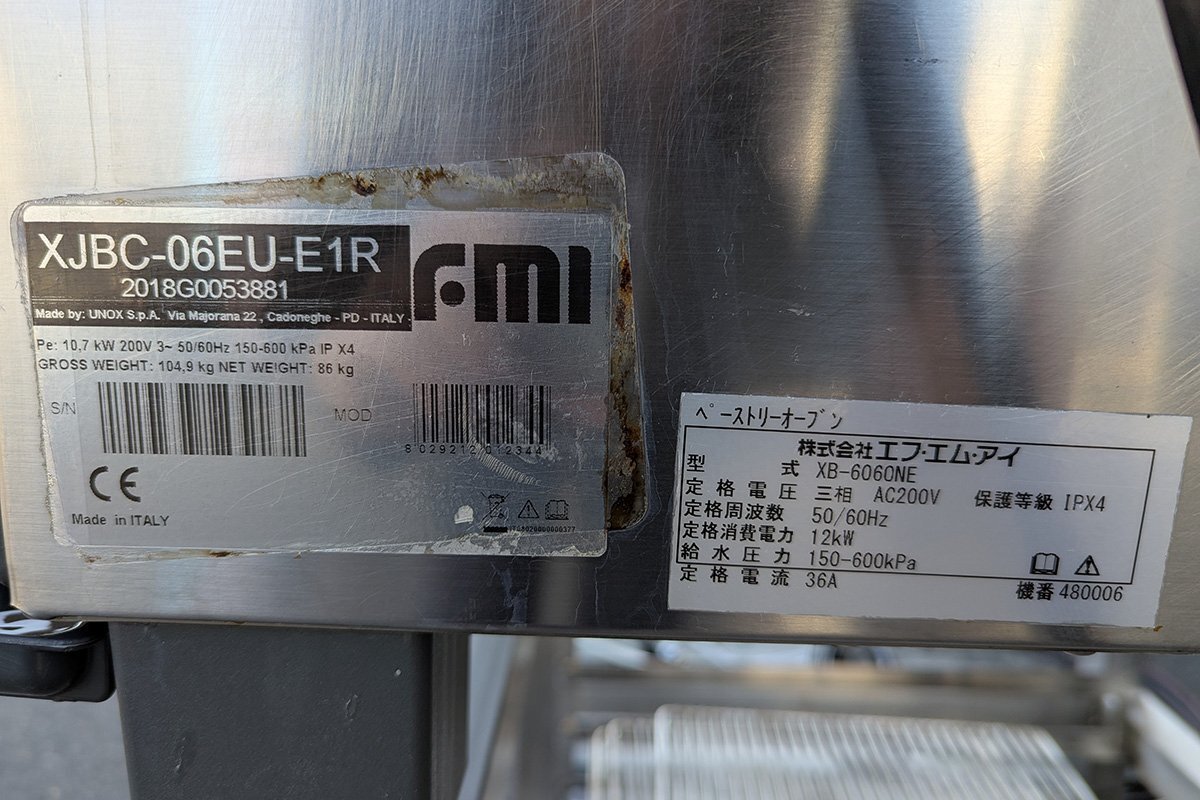 XJBC-06EU-E1R
2018G0053881
Made by: UNOX S.p.A. Via Majorana 22 , Cadoneghe - PD - ITALY -
FMI
Pe: 10,7 kW 200V 3~ 50/60Hz 150-600 kPa IP X4
GROSS WEIGHT: 104,9 kg NET WEIGHT: 86 kg
S/N
MOD
8 029212 012344
CE
Made in ITALY
ペーストリーオーブン
株式会社エフ・エム・アイ
型式 XB-6060NE
定格電圧 三相 AC200V 保護等級 IPX4
定格周波数 50/60Hz
定格消費電力 12kW
給水圧力 150-600kPa
定格電流 36A
機番 480006